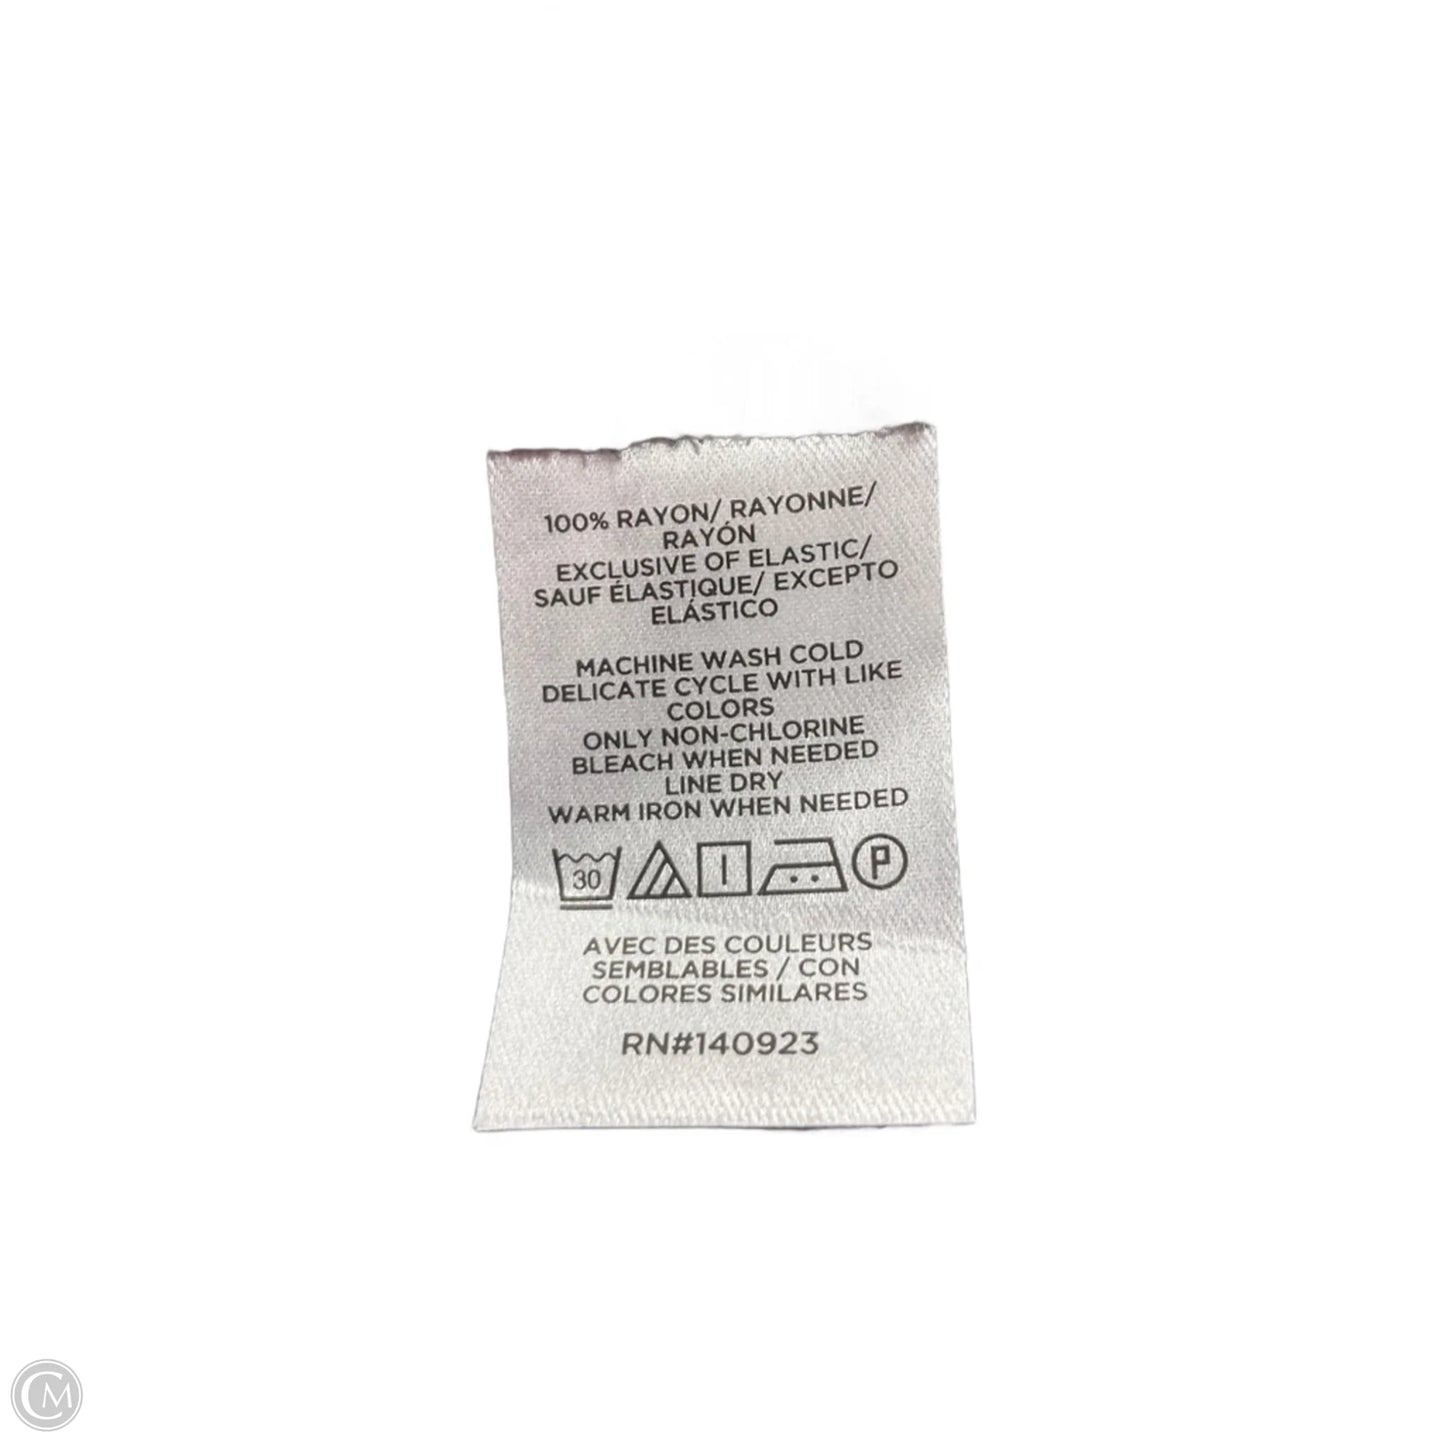 100% RAYON/ RAYONNE/
RAYÓN
EXCLUSIVE OF ELASTIC/
SAUF ÉLASTIQUE/ EXCEPTO
ELÁSTICO
MACHINE WASH COLD
DELICATE CYCLE WITH LIKE
COLORS
ONLY NON-CHLORINE
BLEACH WHEN NEEDED
LINE DRY
WARM IRON WHEN NEEDED
30 P
AVEC DES COULEURS
SEMBLABLES / CON
COLORES SIMILARES
RN#140923
CM